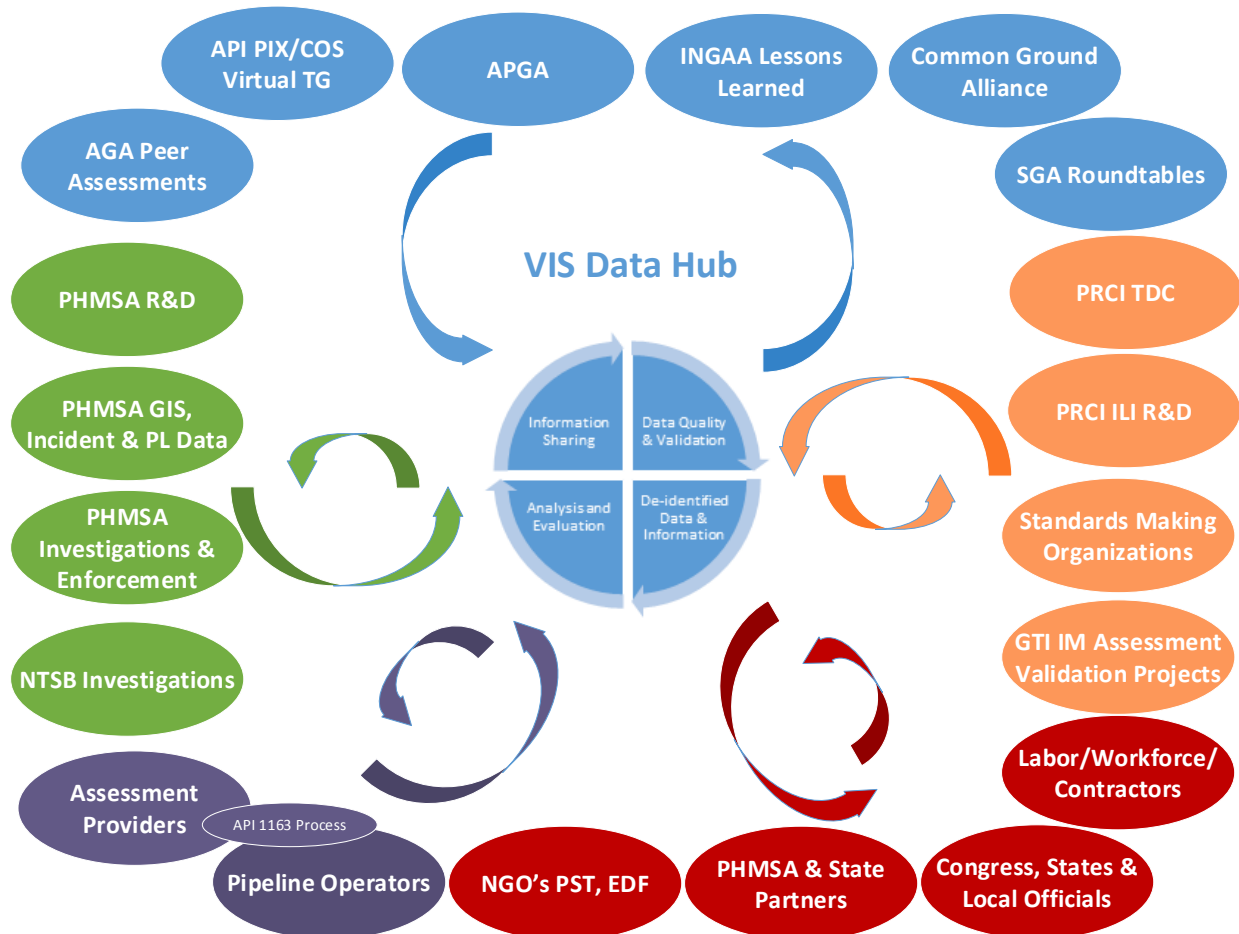 API PIX/COS
Virtual TG
APGA
INGAA Lessons
Learned
Common Ground
Alliance
AGA Peer
Assessments
SGA Roundtables
VIS Data Hub
PHMSA R&D
PRCI TDC
PHMSA GIS,
Incident & PL Data
PRCI ILI R&D
Information
Sharing
Data Quality
& Validation
Analysis and
Evaluation
De-identified
Data &
Information
PHMSA
Investigations &
Enforcement
Standards Making
Organizations
NTSB Investigations
GTI IM Assessment
Validation Projects
Assessment
Providers
API 1163 Process
Labor/Workforce/
Contractors
Pipeline Operators
NGO's PST, EDF
PHMSA & State
Partners
Congress, States &
Local Officials